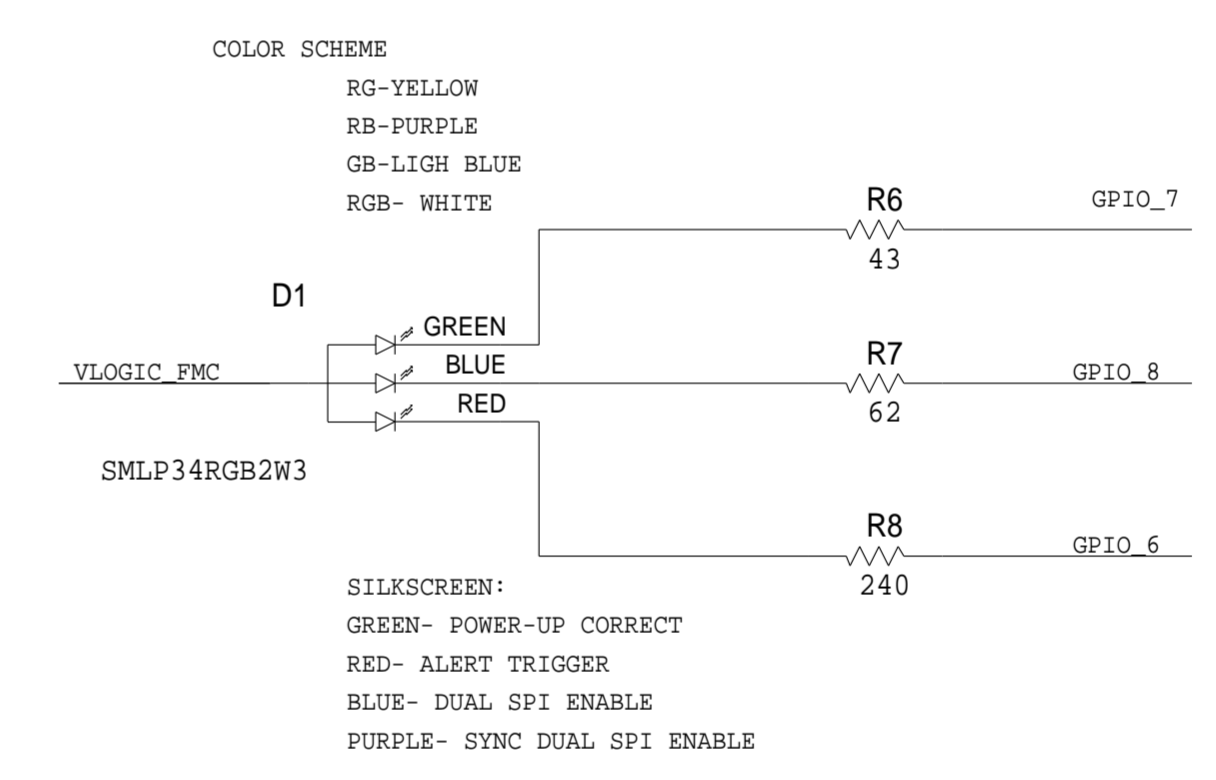 COLOR SCHEME
RG-YELLOW
RB-PURPLE
GB-LIGH BLUE
RGB- WHITE
R6
GPIO_7
43
D1
GREEN
VLOGIC_FMC
BLUE
R7
GPIO_8
RED
62
SMLP34RGB2W3
R8
GPIO_6
240
SILKSCREEN:
GREEN- POWER-UP CORRECT
RED- ALERT TRIGGER
BLUE- DUAL SPI ENABLE
PURPLE- SYNC DUAL SPI ENABLE